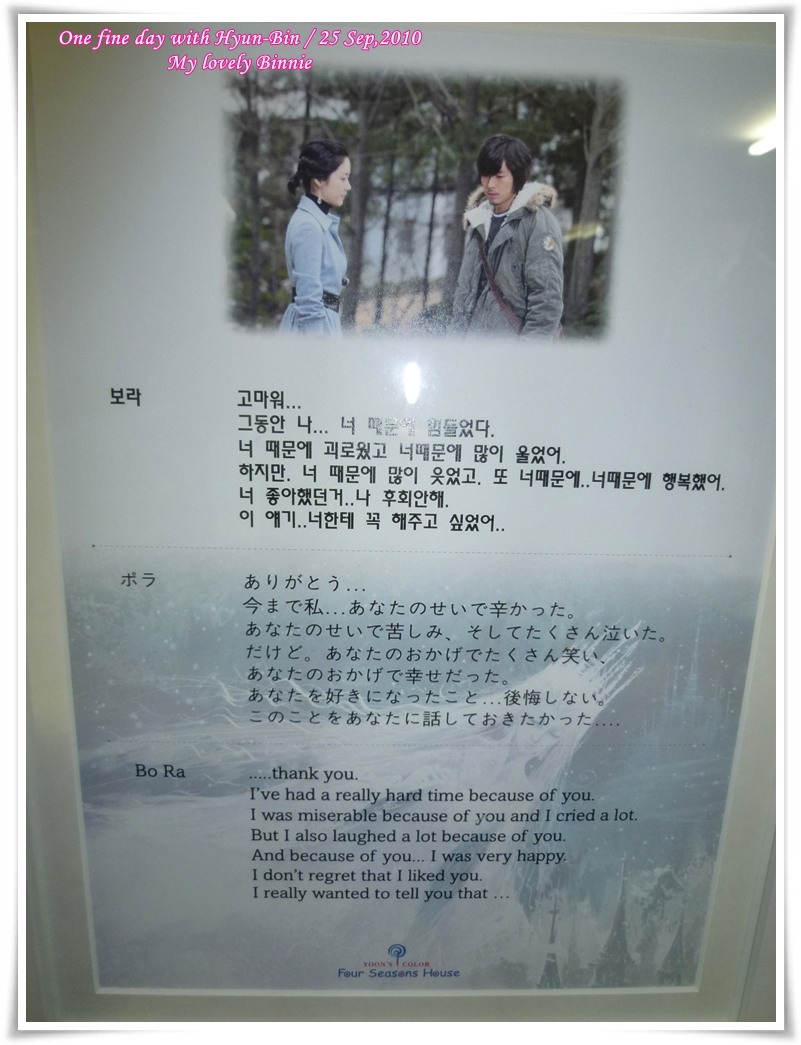 One fine day with Hyun-Bin / 25 Sep,2010
My lovely Binnie
보라
고마워...
그동안 나... 너 때문에 힘들었다.
너 때문에 괴로웠고 너때문에 많이 울었어.
하지만. 너 때문에 많이 웃었고. 또 너때문에..너때문에 행복했어.
너 좋아했던거..나 후회안해.
이 얘기..너한테 꼭 해주고 싶었어..
ボラ
ありがとう...
今まで私...あなたのせいで辛かった。
あなたのせいで苦しみ、そしてたくさん泣いた。
だけど。あなたのおかげでたくさん笑い、
あなたのおかげで幸せだった。
あなたを好きになったこと...後悔しない。
このことをあなたに話しておきたかった....
Bo Ra
.....thank you.
I've had a really hard time because of you.
I was miserable because of you and I cried a lot.
But I also laughed a lot because of you.
And because of you... I was very happy.
I don't regret that I liked you.
I really wanted to tell you that ...
YOON'S COLOR
Four Seasons House